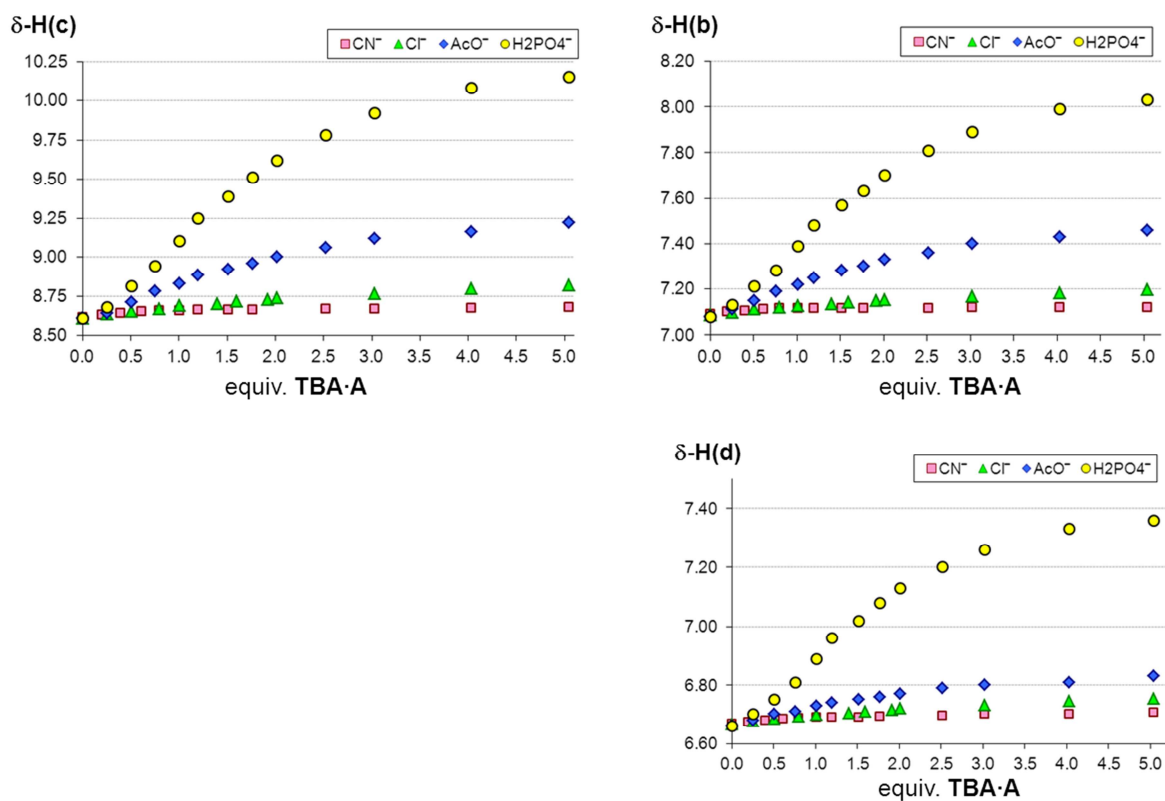 δ-H(c)
CN⁻ Cl⁻ AcO⁻ H2PO4⁻
10.25
10.00
9.75
9.50
9.25
9.00
8.75
8.50
0.0 0.5 1.0 1.5 2.0 2.5 3.0 3.5 4.0 4.5 5.0
equiv. TBA·A
δ-H(b)
CN⁻ Cl⁻ AcO⁻ H2PO4⁻
8.20
8.00
7.80
7.60
7.40
7.20
7.00
0.0 0.5 1.0 1.5 2.0 2.5 3.0 3.5 4.0 4.5 5.0
equiv. TBA·A
δ-H(d)
CN⁻ Cl⁻ AcO⁻ H2PO4⁻
7.40
7.20
7.00
6.80
6.60
0.0 0.5 1.0 1.5 2.0 2.5 3.0 3.5 4.0 4.5 5.0
equiv. TBA·A